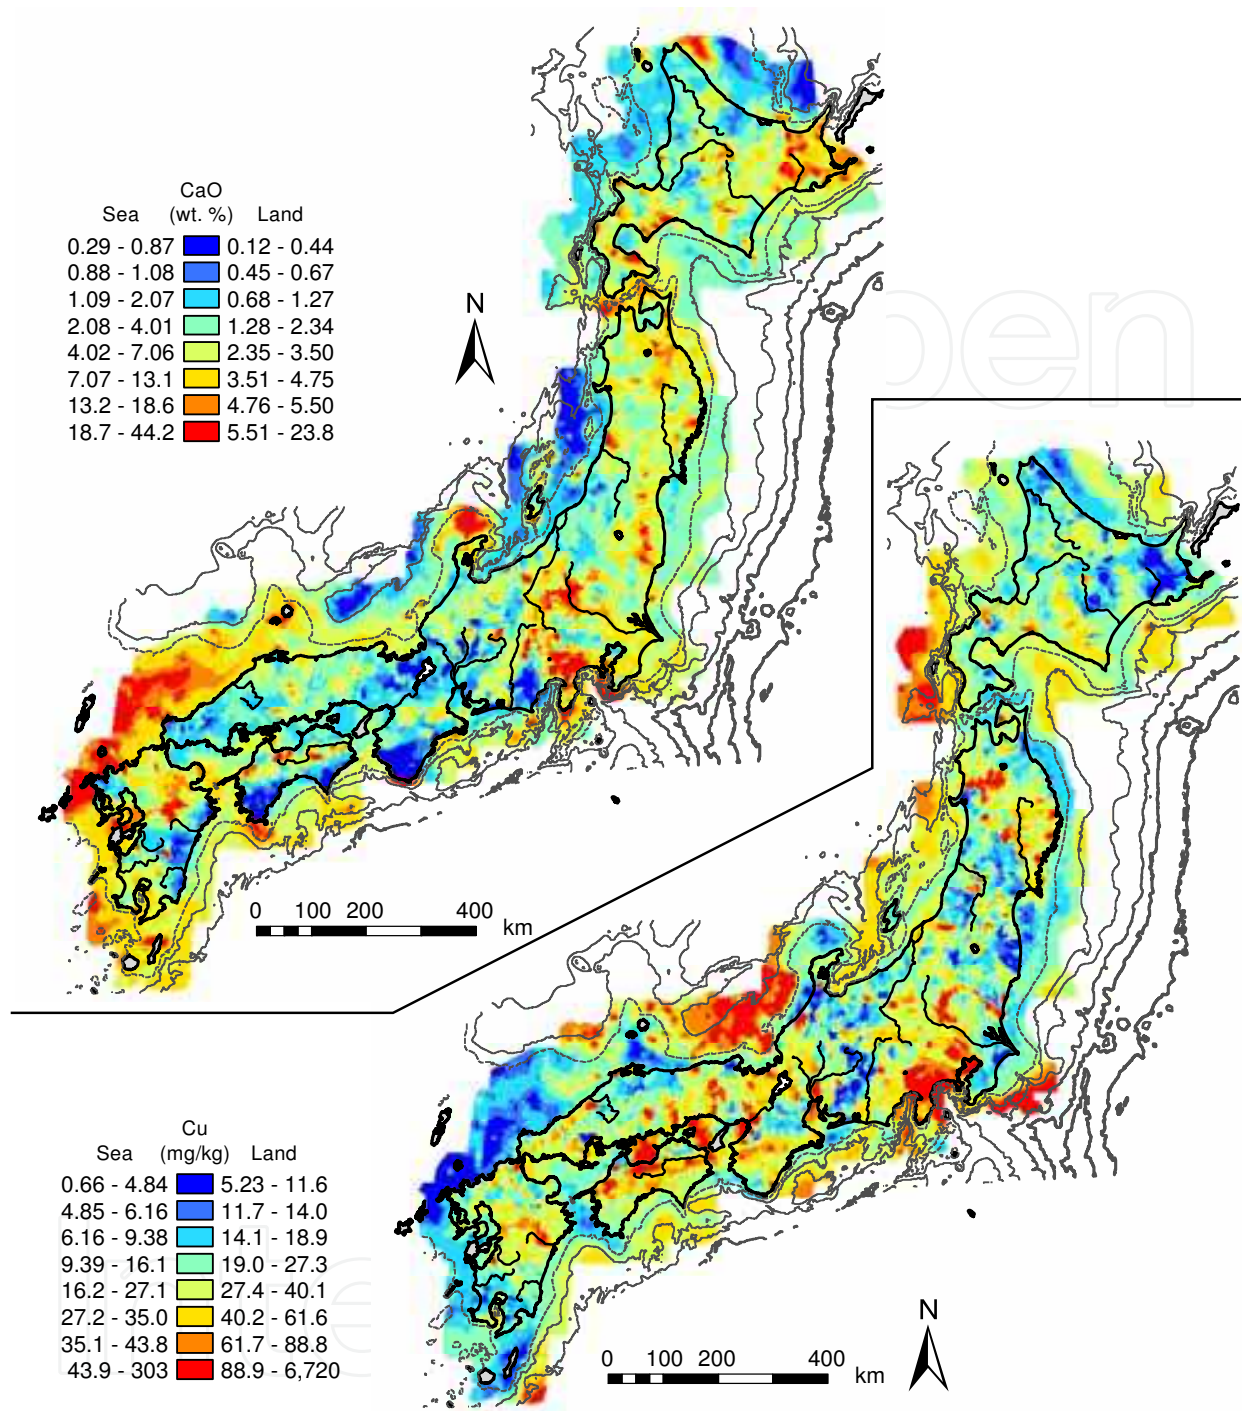 CaO
Sea (wt. %) Land
0.29 - 0.87 0.12 - 0.44
0.88 - 1.08 0.45 - 0.67
1.09 - 2.07 0.68 - 1.27
2.08 - 4.01 1.28 - 2.34
4.02 - 7.06 2.35 - 3.50
7.07 - 13.1 3.51 - 4.75
13.2 - 18.6 4.76 - 5.50
18.7 - 44.2 5.51 - 23.8
N
0 100 200 400
km
Cu
Sea (mg/kg) Land
0.66 - 4.84 5.23 - 11.6
4.85 - 6.16 11.7 - 14.0
6.16 - 9.38 14.1 - 18.9
9.39 - 16.1 19.0 - 27.3
16.2 - 27.1 27.4 - 40.1
27.2 - 35.0 40.2 - 61.6
35.1 - 43.8 61.7 - 88.8
43.9 - 303 88.9 - 6,720
N
0 100 200 400
km